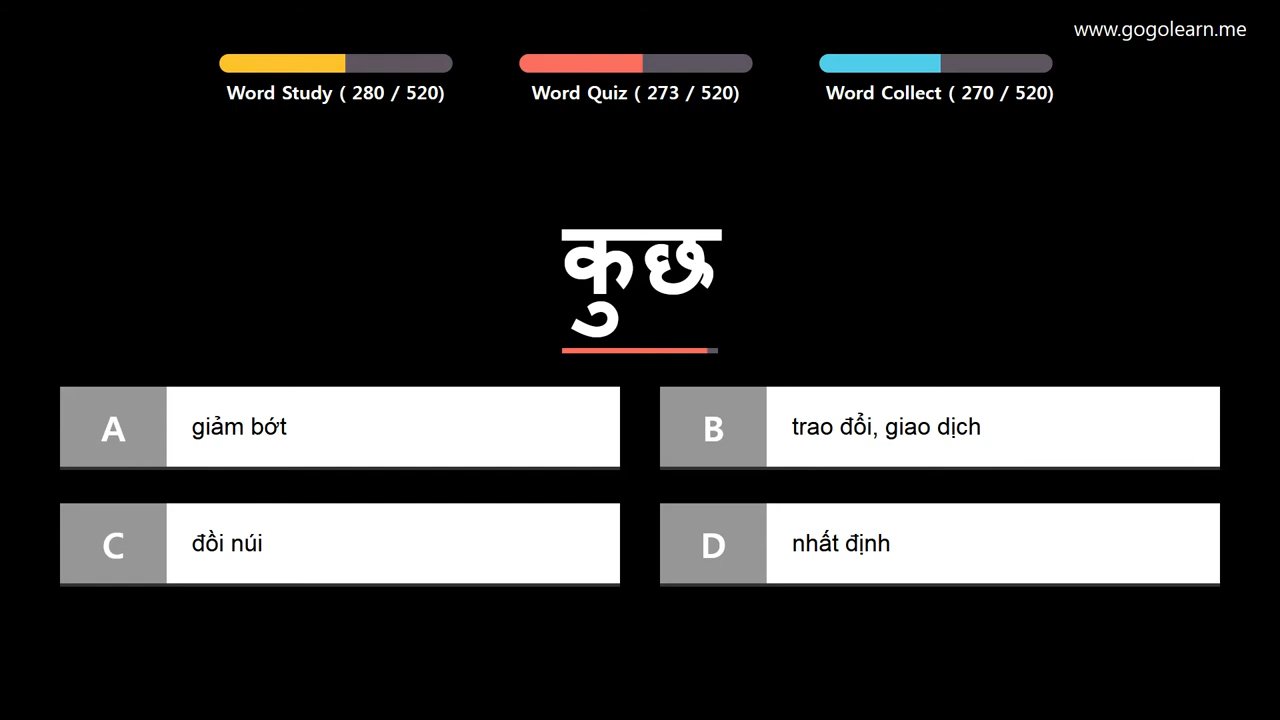 www.gogolearn.me
Word Study ( 280 / 520)
Word Quiz ( 273 / 520)
Word Collect ( 270 / 520)
कुछ
A giảm bớt
B trao đổi, giao dịch
C đồi núi
D nhất định